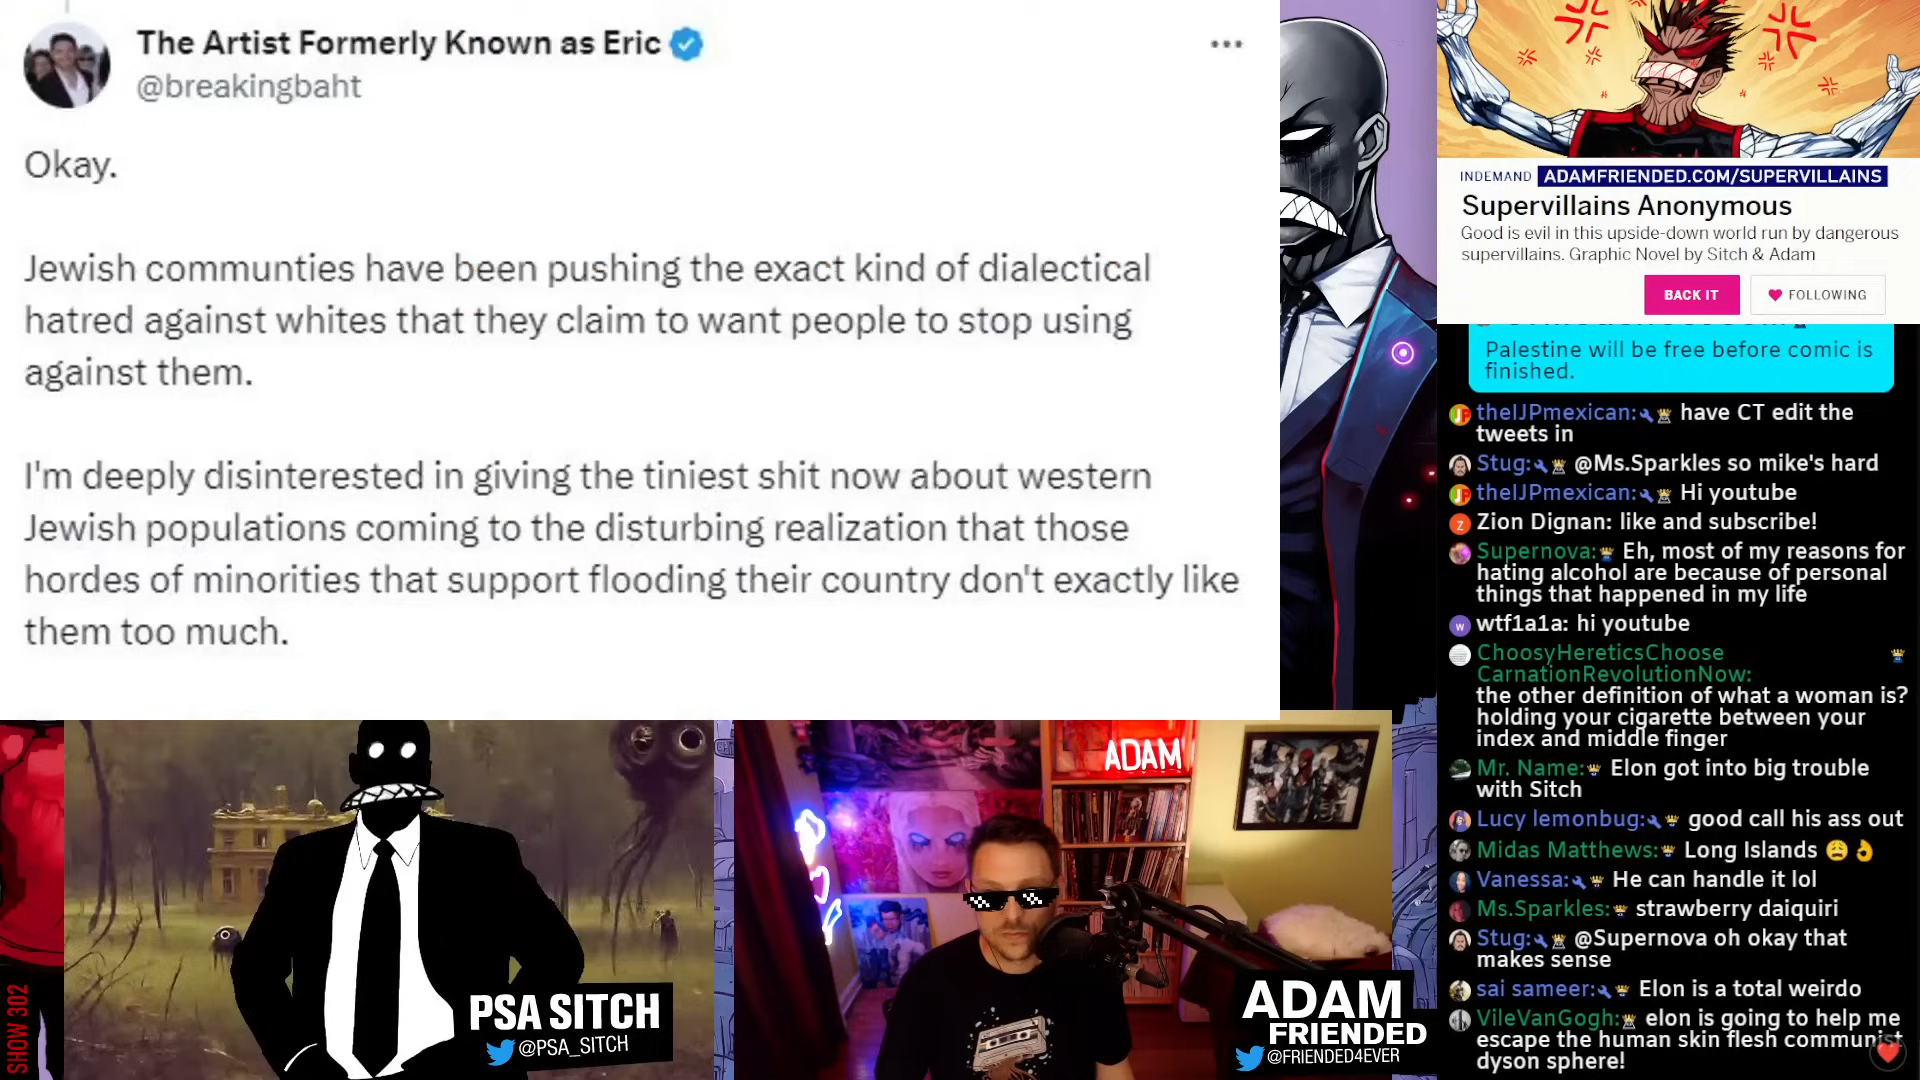 The Artist Formerly Known as Eric
@breakingbaht
Okay.
Jewish communties have been pushing the exact kind of dialectical
hatred against whites that they claim to want people to stop using
against them.
I'm deeply disinterested in giving the tiniest shit now about western
Jewish populations coming to the disturbing realization that those
hordes of minorities that support flooding their country don't exactly like
them too much.
INDEMAND ADAMFRIENDED.COM/SUPERVILLAINS
Supervillains Anonymous
Good is evil in this upside-down world run by dangerous
supervillains. Graphic Novel by Sitch & Adam
BACK IT
FOLLOWING
Palestine will be free before comic is
finished.
theIJPmexican: have CT edit the
tweets in
Stug: @Ms.Sparkles so mike's hard
theIJPmexican: Hi youtube
Zion Dignan: like and subscribe!
Supernova: Eh, most of my reasons for
hating alcohol are because of personal
things that happened in my life
wtf1a1a: hi youtube
ChoosyHereticsChoose
CarnationRevolutionNow:
the other definition of what a woman is?
holding your cigarette between your
index and middle finger
Mr. Name: Elon got into big trouble
with Sitch
Lucy lemonbug: good call his ass out
Midas Matthews: Long Islands 😩👌
Vanessa: He can handle it lol
Ms.Sparkles: strawberry daiquiri
Stug: @Supernova oh okay that
makes sense
sai sameer: Elon is a total weirdo
VileVanGogh: elon is going to help me
escape the human skin flesh communist
dyson sphere!
SHOW 302
PSA SITCH
@PSA_SITCH
ADAM
ADAM
FRIENDED
@FRIENDED4EVER